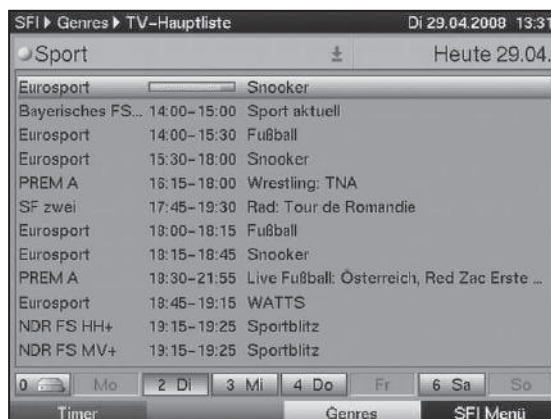 SFI ▶ Genres ▶ TV-Hauptliste Di 29.04.2008 13:31
Sport Heute 29.04.
Eurosport Snooker
Bayerisches FS... 14:00-15:00 Sport aktuell
Eurosport 14:00-15:30 Fußball
Eurosport 15:30-18:00 Snooker
PREM A 16:15-18:00 Wrestling: TNA
SF zwei 17:45-19:30 Rad: Tour de Romandie
Eurosport 18:00-18:15 Fußball
Eurosport 18:15-18:45 Snooker
PREM A 18:30-21:55 Live Fußball: Österreich, Red Zac Erste ...
Eurosport 18:45-19:15 WATTS
NDR FS HH+ 19:15-19:25 Sportblitz
NDR FS MV+ 19:15-19:25 Sportblitz
0 Mo 2 Di 3 Mi 4 Do Fr 6 Sa So
Timer Genres SFI Menü